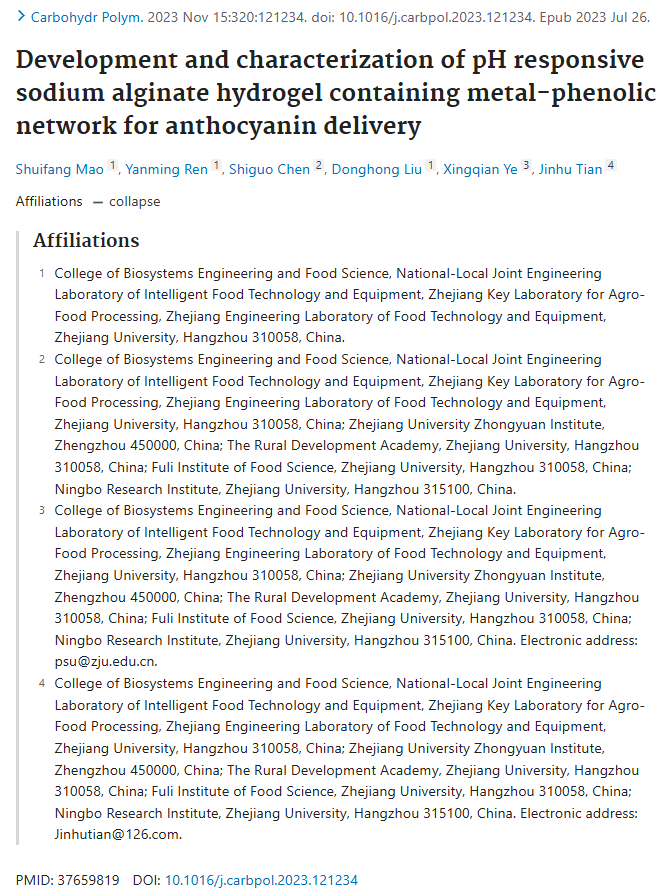 Carbohydr Polym. 2023 Nov 15:320:121234. doi: 10.1016/j.carbpol.2023.121234. Epub 2023 Jul 26.
Development and characterization of pH responsive
sodium alginate hydrogel containing metal-phenolic
network for anthocyanin delivery
Shuifang Mao 1, Yanming Ren 1, Shiguo Chen 2, Donghong Liu 1, Xingqian Ye 3, Jinhu Tian 4
Affiliations — collapse
Affiliations
1 College of Biosystems Engineering and Food Science, National-Local Joint Engineering
Laboratory of Intelligent Food Technology and Equipment, Zhejiang Key Laboratory for Agro-
Food Processing, Zhejiang Engineering Laboratory of Food Technology and Equipment,
Zhejiang University, Hangzhou 310058, China.
2 College of Biosystems Engineering and Food Science, National-Local Joint Engineering
Laboratory of Intelligent Food Technology and Equipment, Zhejiang Key Laboratory for Agro-
Food Processing, Zhejiang Engineering Laboratory of Food Technology and Equipment,
Zhejiang University, Hangzhou 310058, China; Zhejiang University Zhongyuan Institute,
Zhengzhou 450000, China; The Rural Development Academy, Zhejiang University, Hangzhou
310058, China; Fuli Institute of Food Science, Zhejiang University, Hangzhou 310058, China;
Ningbo Research Institute, Zhejiang University, Hangzhou 315100, China.
3 College of Biosystems Engineering and Food Science, National-Local Joint Engineering
Laboratory of Intelligent Food Technology and Equipment, Zhejiang Key Laboratory for Agro-
Food Processing, Zhejiang Engineering Laboratory of Food Technology and Equipment,
Zhejiang University, Hangzhou 310058, China; Zhejiang University Zhongyuan Institute,
Zhengzhou 450000, China; The Rural Development Academy, Zhejiang University, Hangzhou
310058, China; Fuli Institute of Food Science, Zhejiang University, Hangzhou 310058, China;
Ningbo Research Institute, Zhejiang University, Hangzhou 315100, China. Electronic address:
psu@zju.edu.cn.
4 College of Biosystems Engineering and Food Science, National-Local Joint Engineering
Laboratory of Intelligent Food Technology and Equipment, Zhejiang Key Laboratory for Agro-
Food Processing, Zhejiang Engineering Laboratory of Food Technology and Equipment,
Zhejiang University, Hangzhou 310058, China; Zhejiang University Zhongyuan Institute,
Zhengzhou 450000, China; The Rural Development Academy, Zhejiang University, Hangzhou
310058, China; Fuli Institute of Food Science, Zhejiang University, Hangzhou 310058, China;
Ningbo Research Institute, Zhejiang University, Hangzhou 315100, China. Electronic address:
Jinhutian@126.com.
PMID: 37659819 DOI: 10.1016/j.carbpol.2023.121234